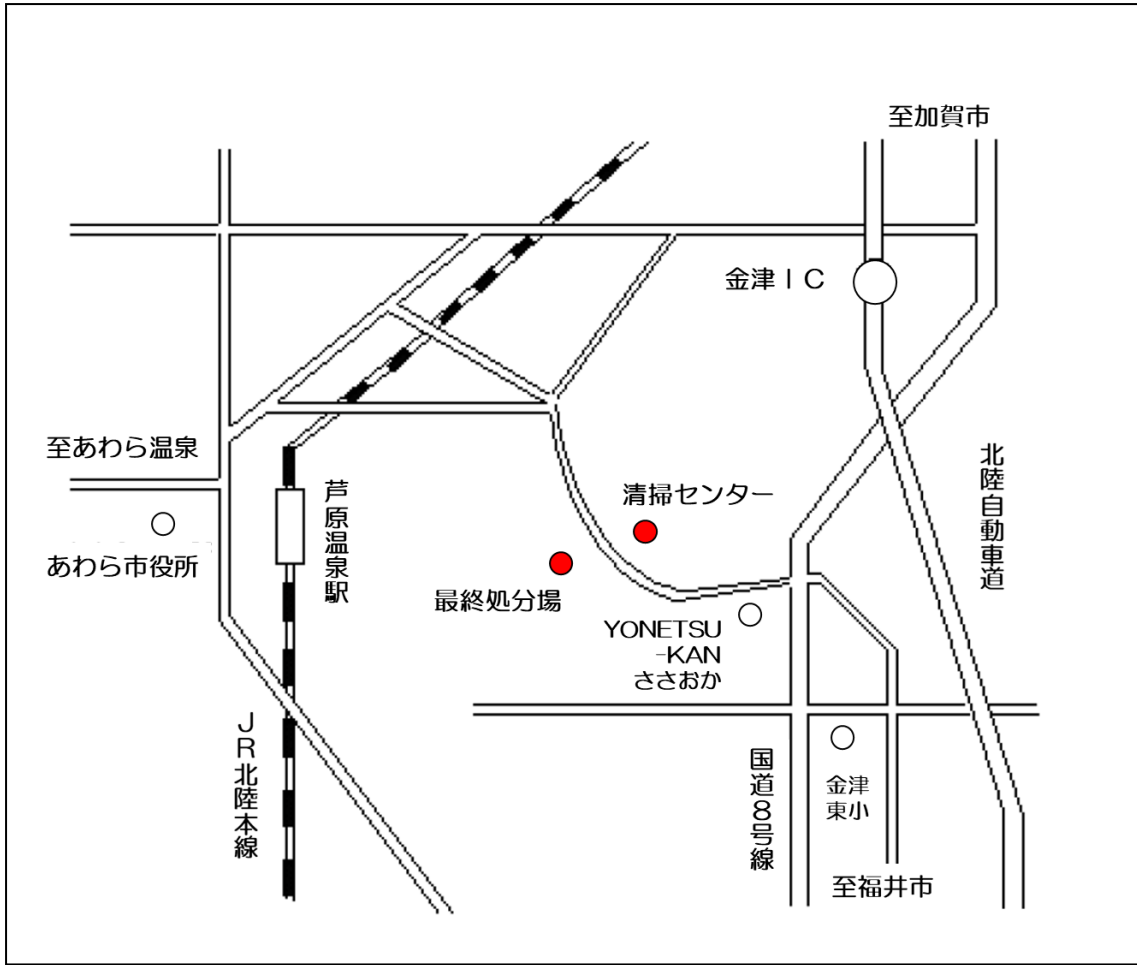 至加賀市
金津IC
至あわら温泉
芦原温泉駅
清掃センター
北陸自動車道
あわら市役所
最終処分場
YONETSU
-KAN
ささおか
JR北陸本線
国道8号線
金津
東小
至福井市